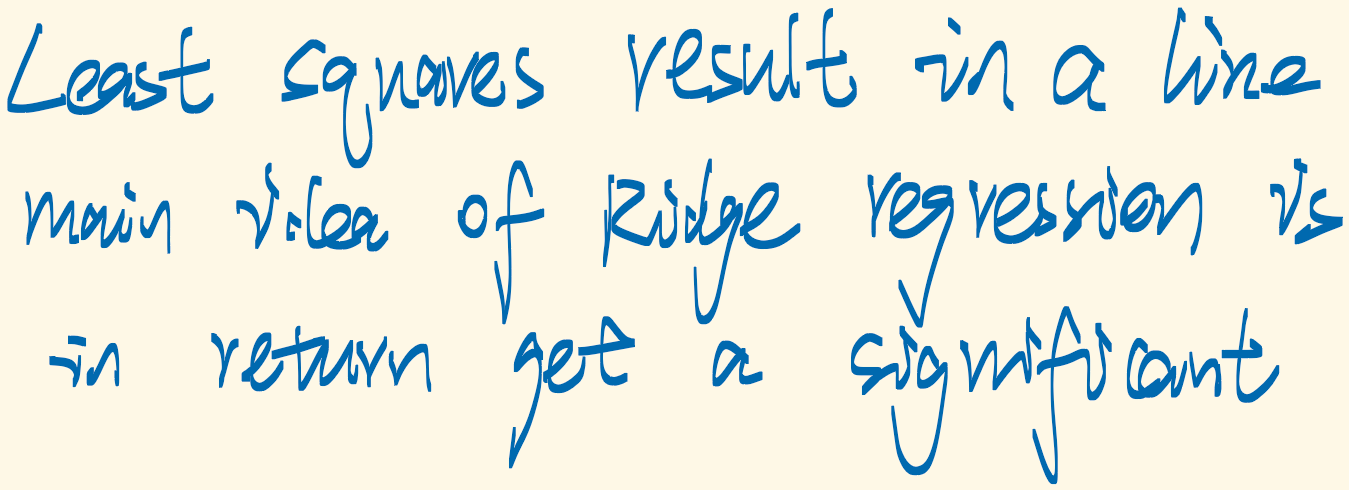 Least squares result in a line
main idea of Ridge regression is
in return get a significant